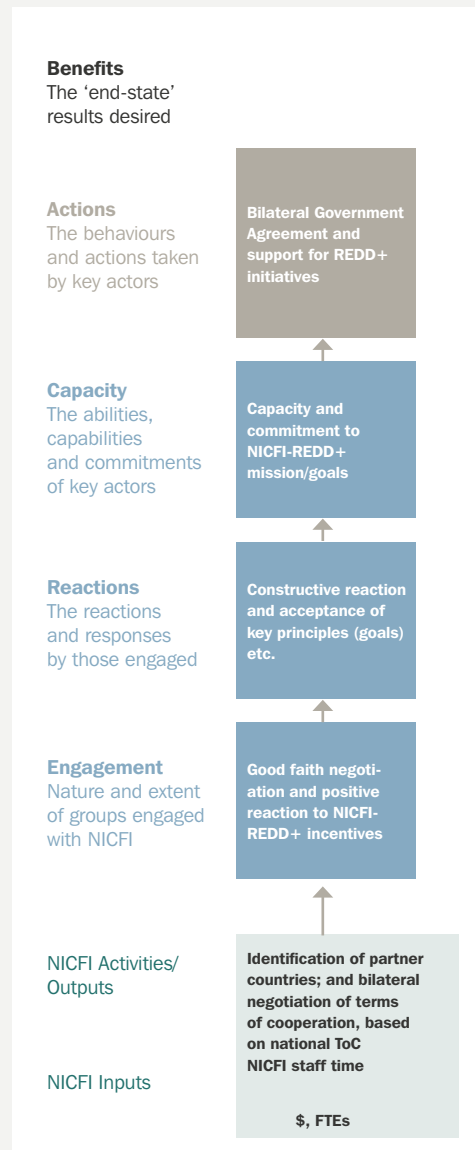 Benefits
The ‘end-state’
results desired
Actions
The behaviours
and actions taken
by key actors
Bilateral Government
Agreement and
support for REDD+
initiatives
Capacity
The abilities,
capabilities
and commitments
of key actors
Capacity and
commitment to
NICFI-REDD+
mission/goals
Reactions
The reactions
and responses
by those engaged
Constructive reaction
and acceptance of
key principles (goals)
etc.
Engagement
Nature and extent
of groups engaged
with NICFI
Good faith negoti-
ation and positive
reaction to NICFI-
REDD+ incentives
NICFI Activities/
Outputs
Identification of partner
countries; and bilateral
negotiation of terms
of cooperation, based
on national ToC
NICFI staff time
NICFI Inputs
$, FTEs